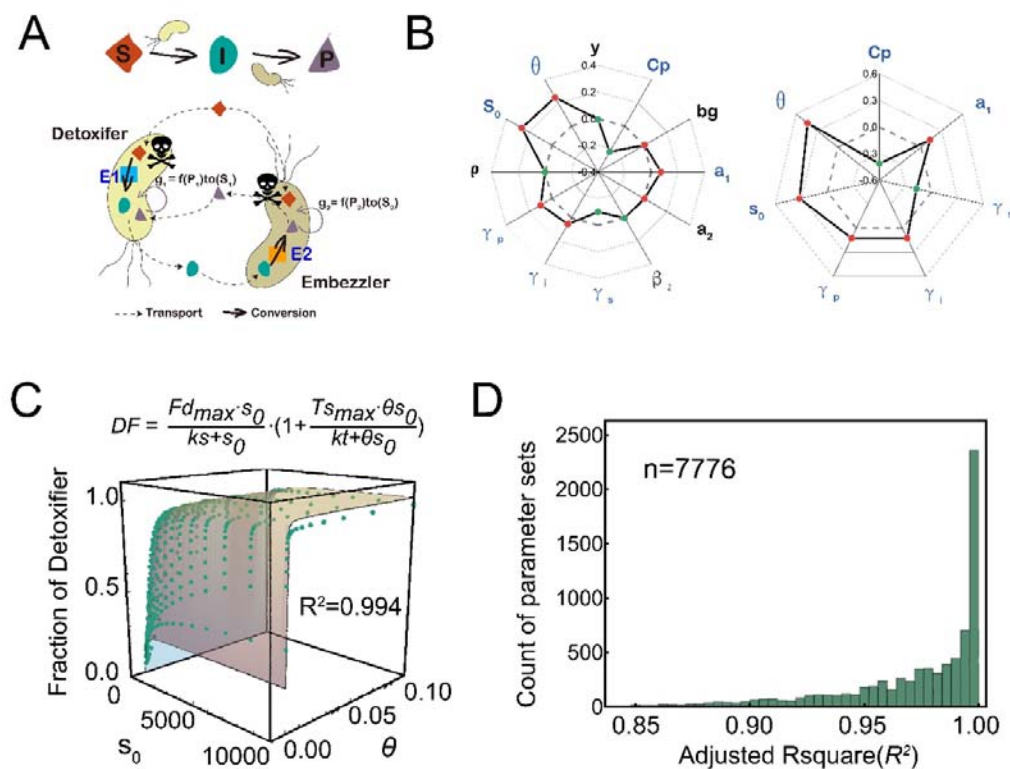 A
S
I
P
Detoxifer
E1
g₁ = f(P₁)to(S₁)
g₂= f(P₂)to(S₂)
E2
Embezzler
Transport
Conversion
B
y
Cp
bg
a₁
a₂
β₂
γₛ
γᵢ
γₚ
ρ
S₀
θ
0.4
0.2
0.0
-0.4
Cp
a₁
γᵢ
γₚ
s₀
θ
0.6
0.3
0.0
-0.6
C
DF = Fdmax·s₀ / ks+s₀ ·(1+ Tsmax·θs₀ / kt+θs₀)
Fraction of Detoxifier
1.0
0.5
0.0
R²=0.994
0
5000
10000
s₀
0.00
0.05
0.10
θ
D
Count of parameter sets
2500
2000
1500
1000
500
0
n=7776
0.85
0.90
0.95
1.00
Adjusted Rsquare(R²)